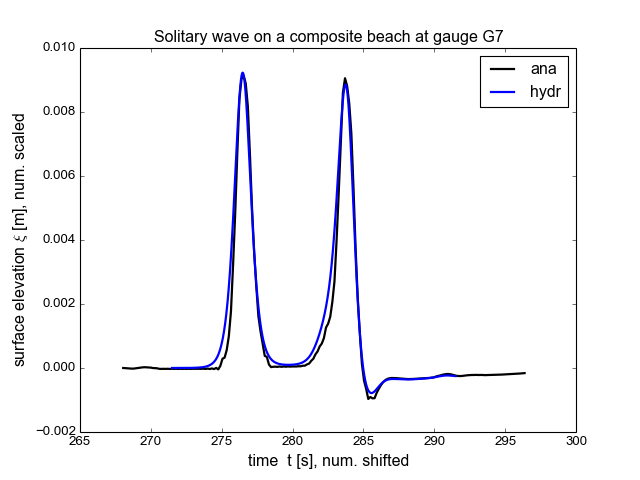 Solitary wave on a composite beach at gauge G7
0.010
0.008
0.006
0.004
0.002
0.000
−0.002
surface elevation ξ [m], num. scaled
ana
hydr
265 270 275 280 285 290 295 300
time t [s], num. shifted